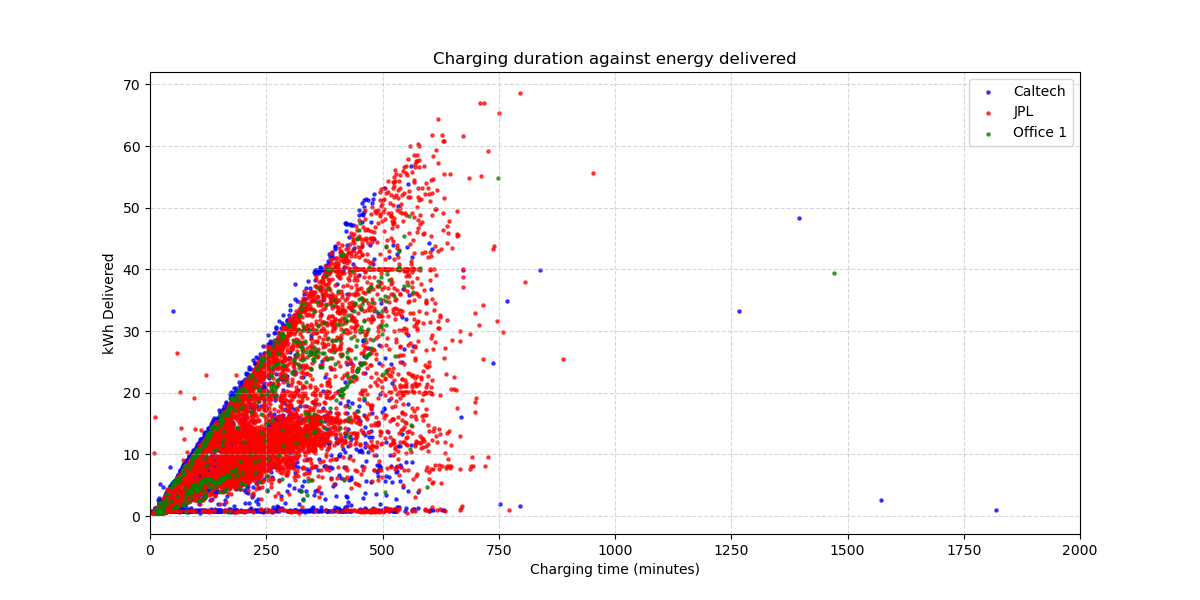 Charging duration against energy delivered
70
60
50
40
30
20
10
0
kWh Delivered
0 250 500 750 1000 1250 1500 1750 2000
Charging time (minutes)
Caltech
JPL
Office 1